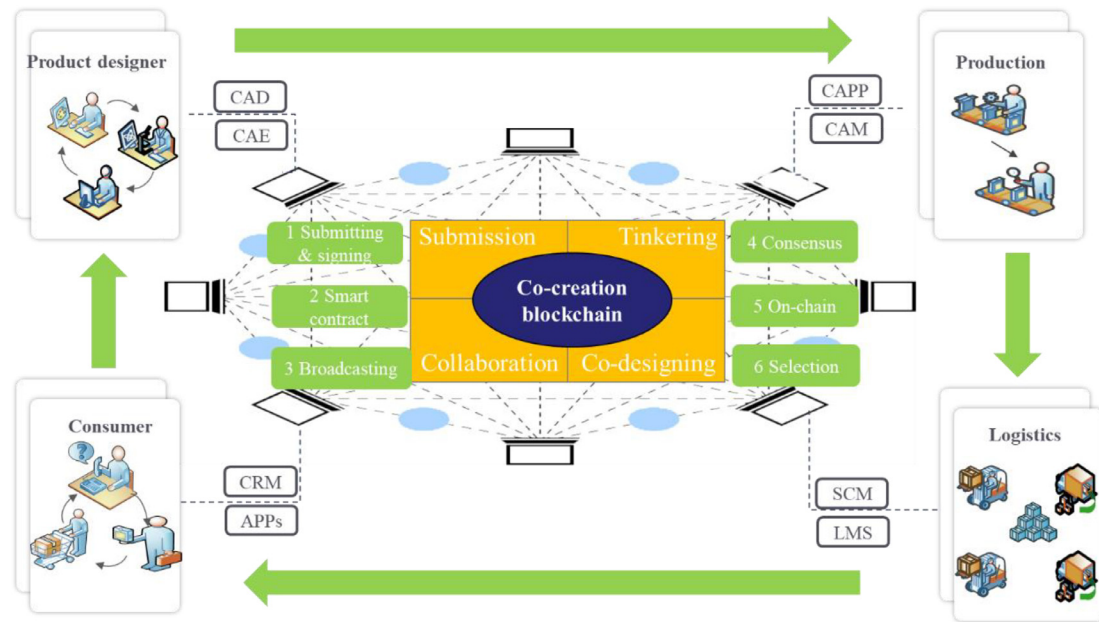 Product designer
CAD
CAE
CAPP
CAM
Production
1 Submitting
& signing
2 Smart
contract
3 Broadcasting
Submission
Tinkering
Co-creation
blockchain
Collaboration
Co-designing
4 Consensus
5 On-chain
6 Selection
Consumer
?
CRM
APPs
SCM
LMS
Logistics